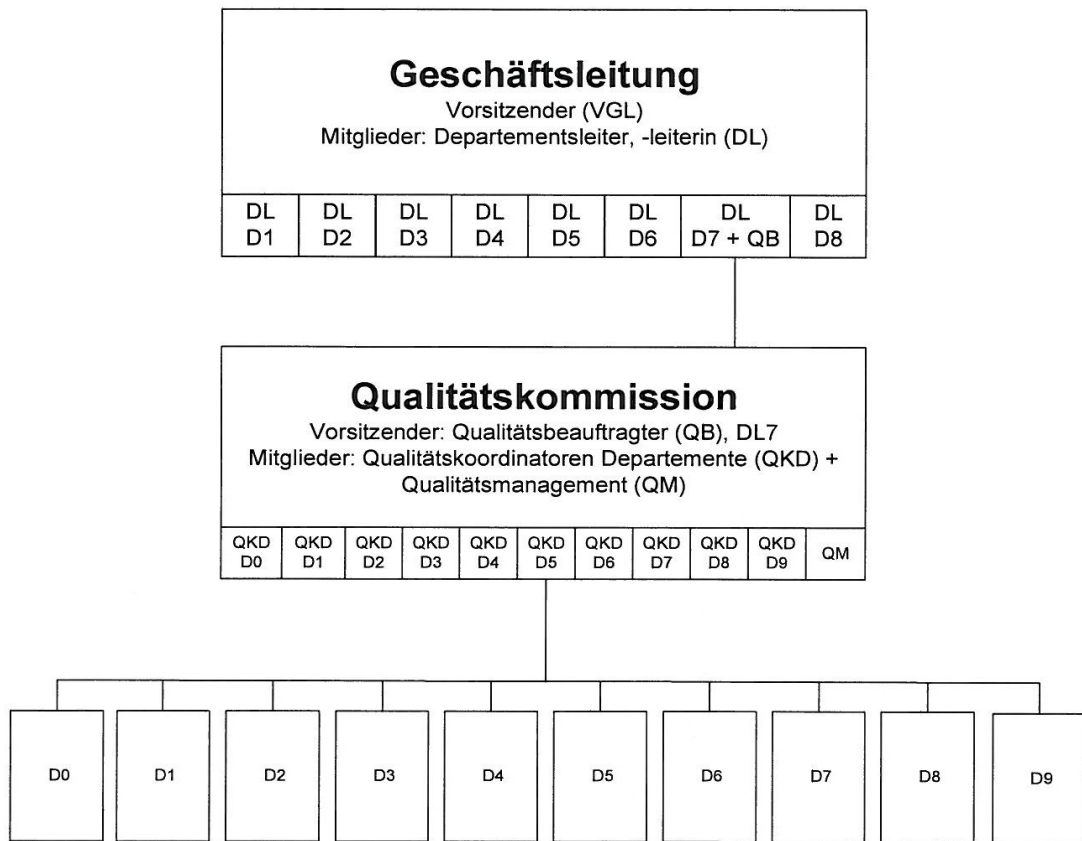 Geschäftsleitung
Vorsitzender (VGL)
Mitglieder: Departementsleiter, -leiterin (DL)
DL DL DL DL DL DL DL DL
D1 D2 D3 D4 D5 D6 D7 + QB D8
Qualitätskommission
Vorsitzender: Qualitätsbeauftragter (QB), DL7
Mitglieder: Qualitätskoordinatoren Departemente (QKD) +
Qualitätsmanagement (QM)
QKD QKD QKD QKD QKD QKD QKD QKD QKD QKD QM
D0 D1 D2 D3 D4 D5 D6 D7 D8 D9
D0 D1 D2 D3 D4 D5 D6 D7 D8 D9